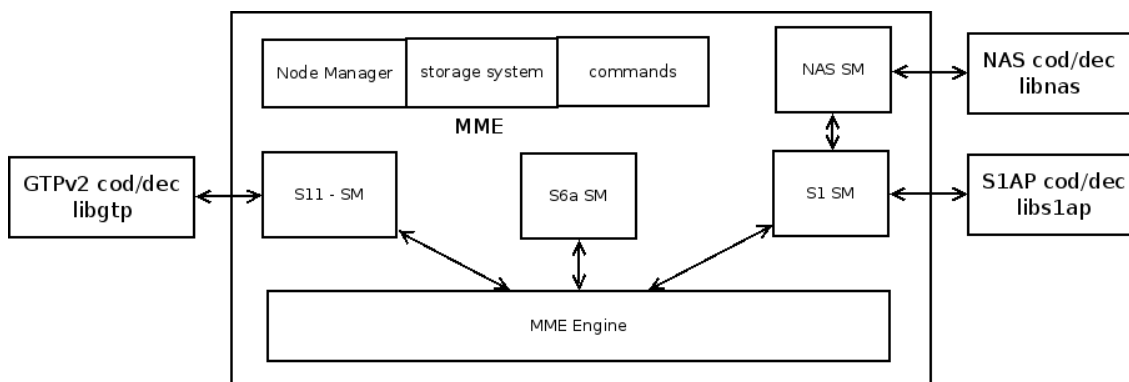 Node Manager
storage system
commands
MME
NAS SM
NAS cod/dec
libnas
GTPv2 cod/dec
libgtp
S11 - SM
S6a SM
S1 SM
S1AP cod/dec
libs1ap
MME Engine